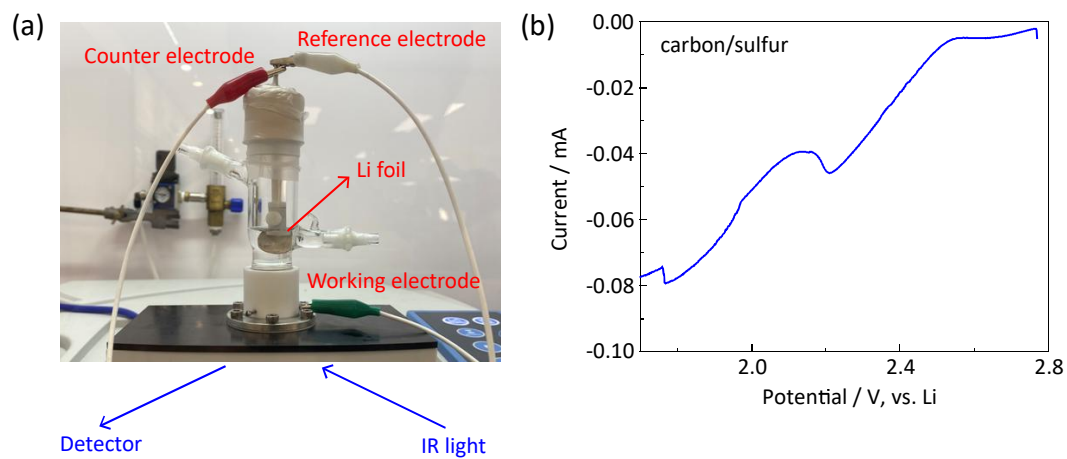 (a)
Reference electrode
Counter electrode
Li foil
Working electrode
Detector
IR light
(b)
carbon/sulfur
0.00
-0.02
-0.04
-0.06
-0.08
-0.10
Current / mA
2.0
2.4
2.8
Potential / V, vs. Li